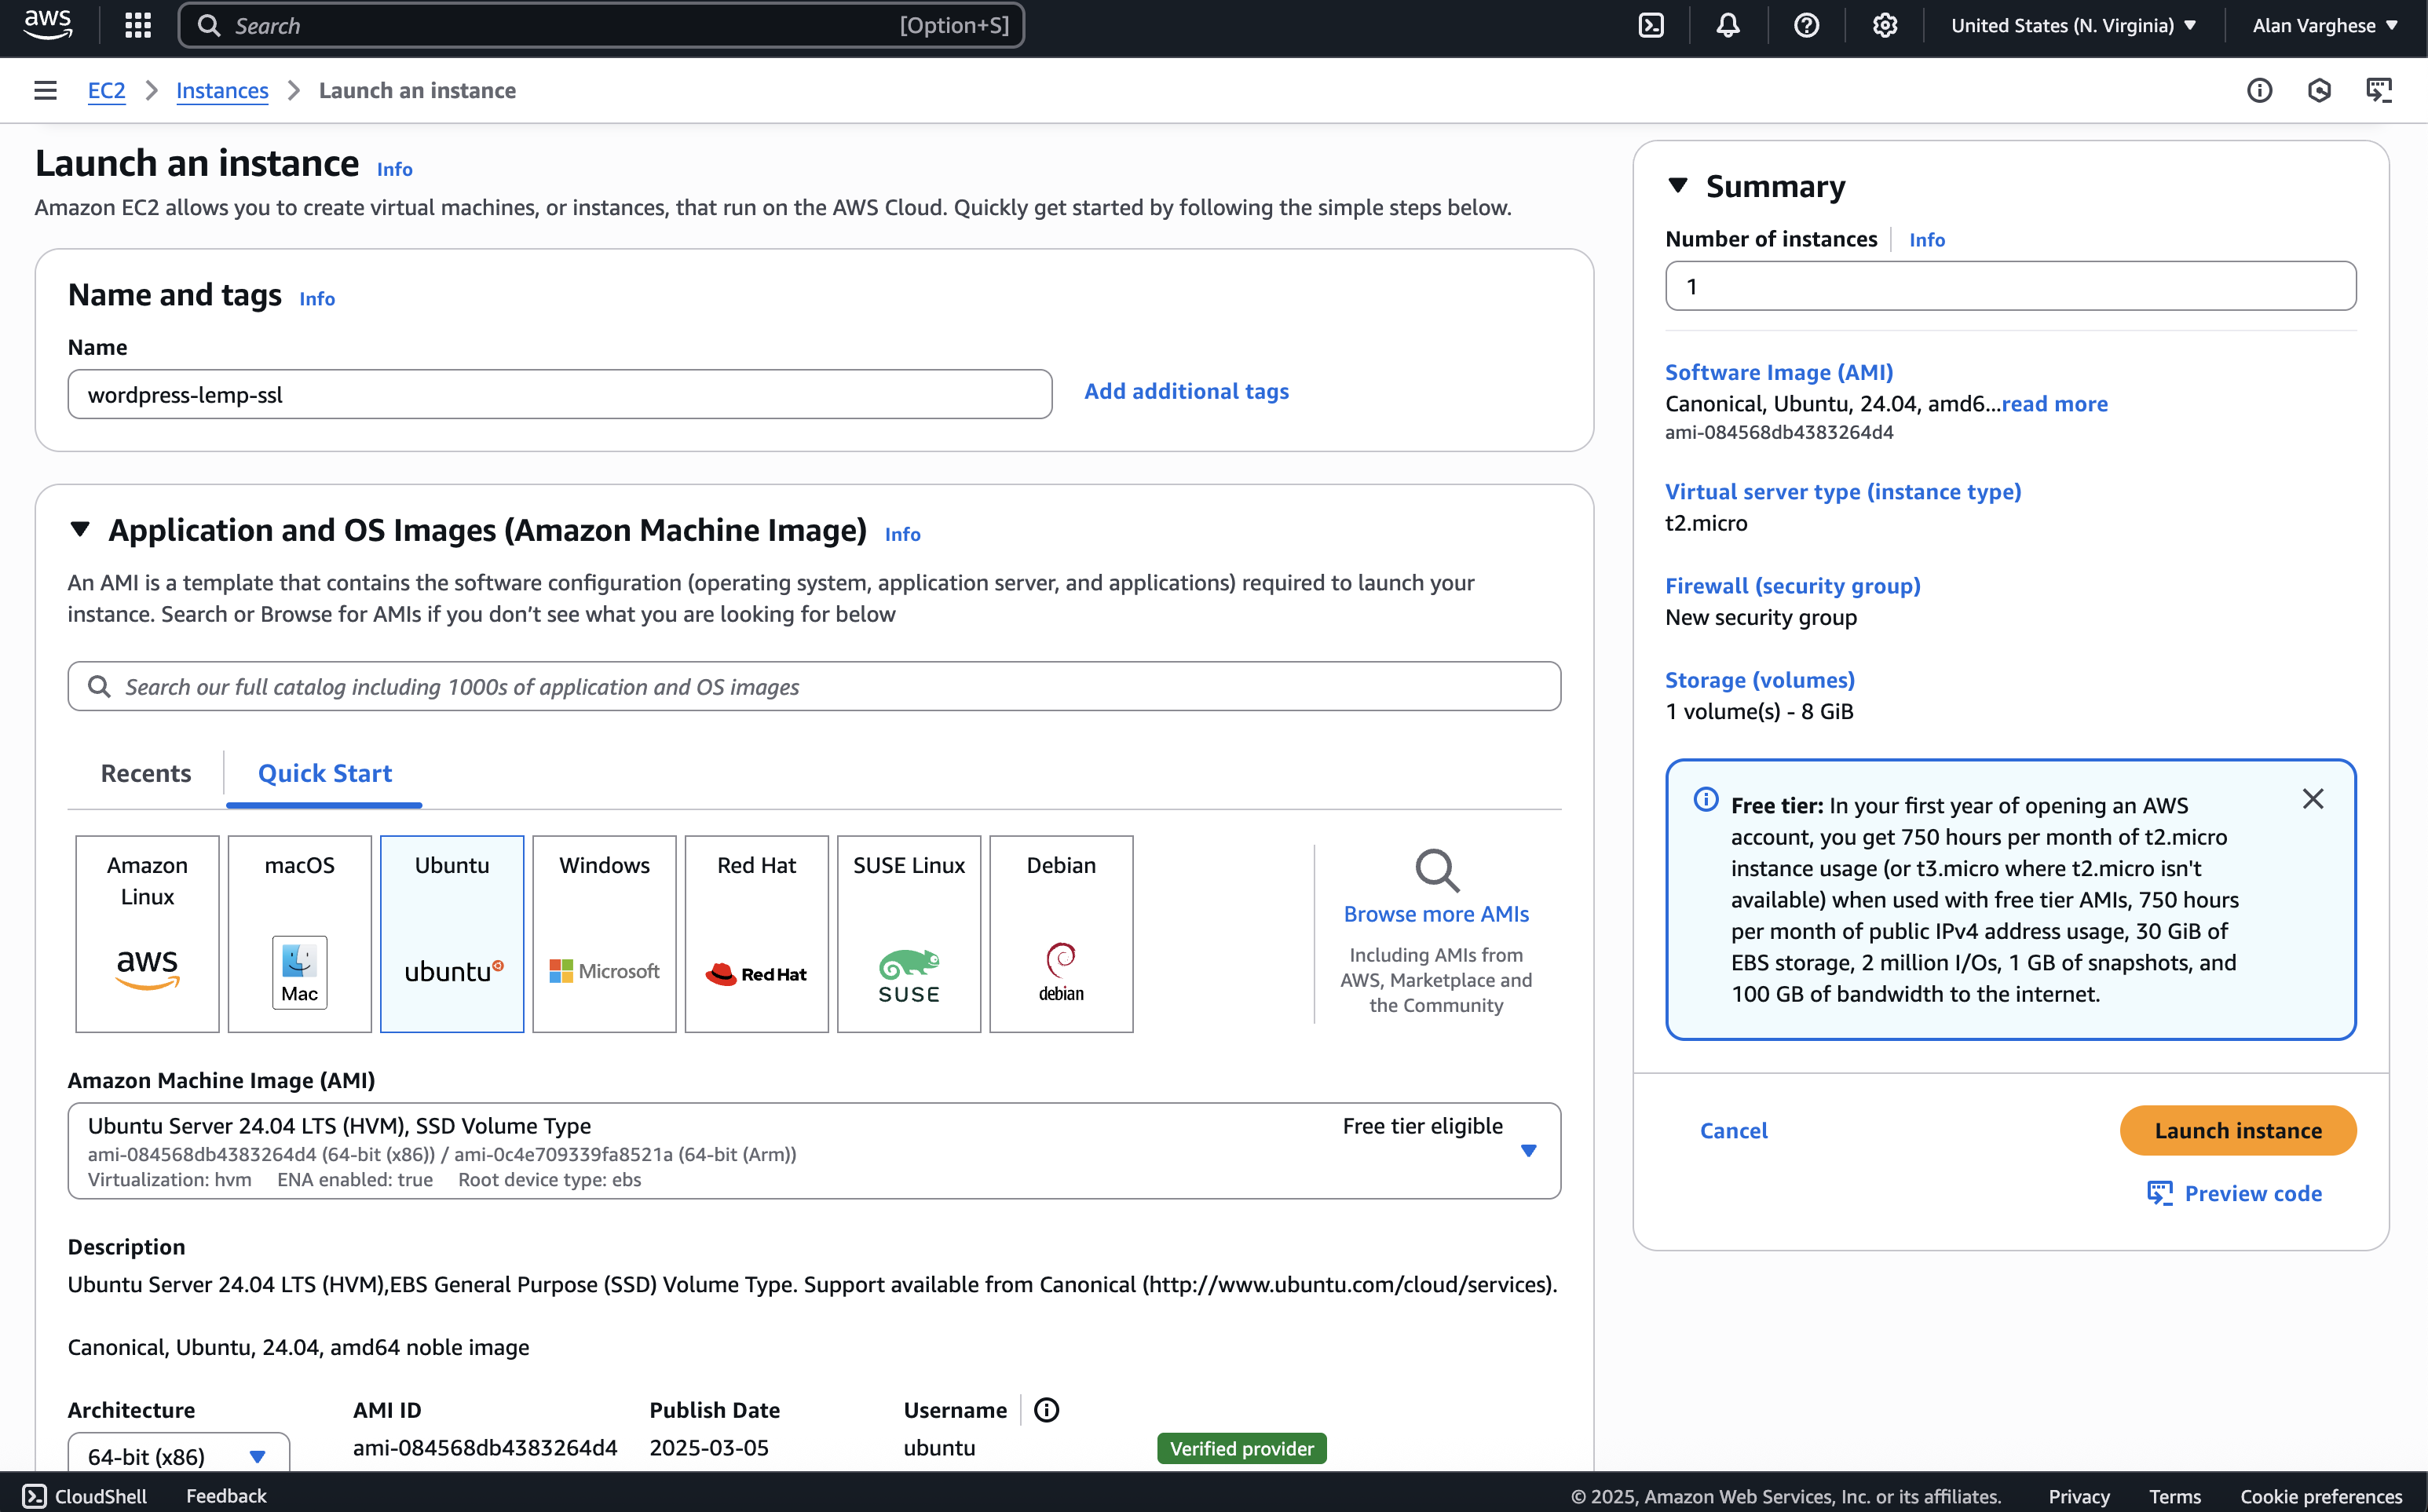 aws
Search
[Option+S]
United States (N. Virginia)
Alan Varghese
EC2
Instances
Launch an instance
Launch an instance
Info
Amazon EC2 allows you to create virtual machines, or instances, that run on the AWS Cloud. Quickly get started by following the simple steps below.
Name and tags
Info
Name
wordpress-lemp-ssl
Add additional tags
Application and OS Images (Amazon Machine Image)
Info
An AMI is a template that contains the software configuration (operating system, application server, and applications) required to launch your
instance. Search or Browse for AMIs if you don’t see what you are looking for below
Search our full catalog including 1000s of application and OS images
Recents
Quick Start
Amazon
Linux
aws
macOS
Mac
Ubuntu
ubuntu
Windows
Microsoft
Red Hat
Red Hat
SUSE Linux
SUSE
Debian
debian
Browse more AMIs
Including AMIs from
AWS, Marketplace and
the Community
Amazon Machine Image (AMI)
Ubuntu Server 24.04 LTS (HVM), SSD Volume Type
Free tier eligible
ami-084568db4383264d4 (64-bit (x86)) / ami-0c4e709339fa8521a (64-bit (Arm))
Virtualization: hvm ENA enabled: true Root device type: ebs
Description
Ubuntu Server 24.04 LTS (HVM),EBS General Purpose (SSD) Volume Type. Support available from Canonical (http://www.ubuntu.com/cloud/services).
Canonical, Ubuntu, 24.04, amd64 noble image
Architecture
64-bit (x86)
AMI ID
ami-084568db4383264d4
Publish Date
2025-03-05
Username
ubuntu
Verified provider
Summary
Number of instances
Info
1
Software Image (AMI)
Canonical, Ubuntu, 24.04, amd6...read more
ami-084568db4383264d4
Virtual server type (instance type)
t2.micro
Firewall (security group)
New security group
Storage (volumes)
1 volume(s) - 8 GiB
Free tier: In your first year of opening an AWS
account, you get 750 hours per month of t2.micro
instance usage (or t3.micro where t2.micro isn't
available) when used with free tier AMIs, 750 hours
per month of public IPv4 address usage, 30 GiB of
EBS storage, 2 million I/Os, 1 GB of snapshots, and
100 GB of bandwidth to the internet.
Cancel
Launch instance
Preview code
CloudShell
Feedback
© 2025, Amazon Web Services, Inc. or its affiliates.
Privacy
Terms
Cookie preferences